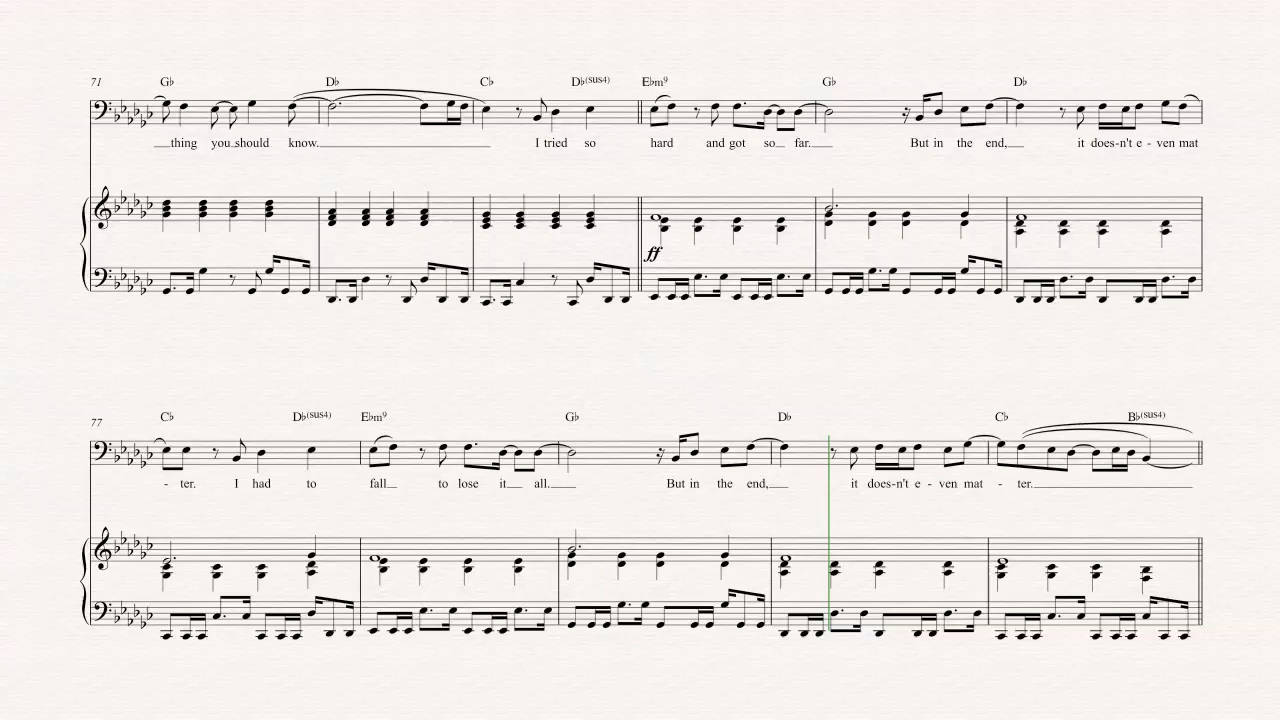 71 G♭ D♭ C♭ D♭(sus4) E♭m9 G♭ D♭
thing you should know. I tried so hard and got so far. But in the end, it does-n't e - ven mat
ff
77 C♭ D♭(sus4) E♭m9 G♭ D♭ C♭ B♭(sus4)
- ter. I had to fall to lose it all. But in the end, it does-n't e - ven mat - ter.